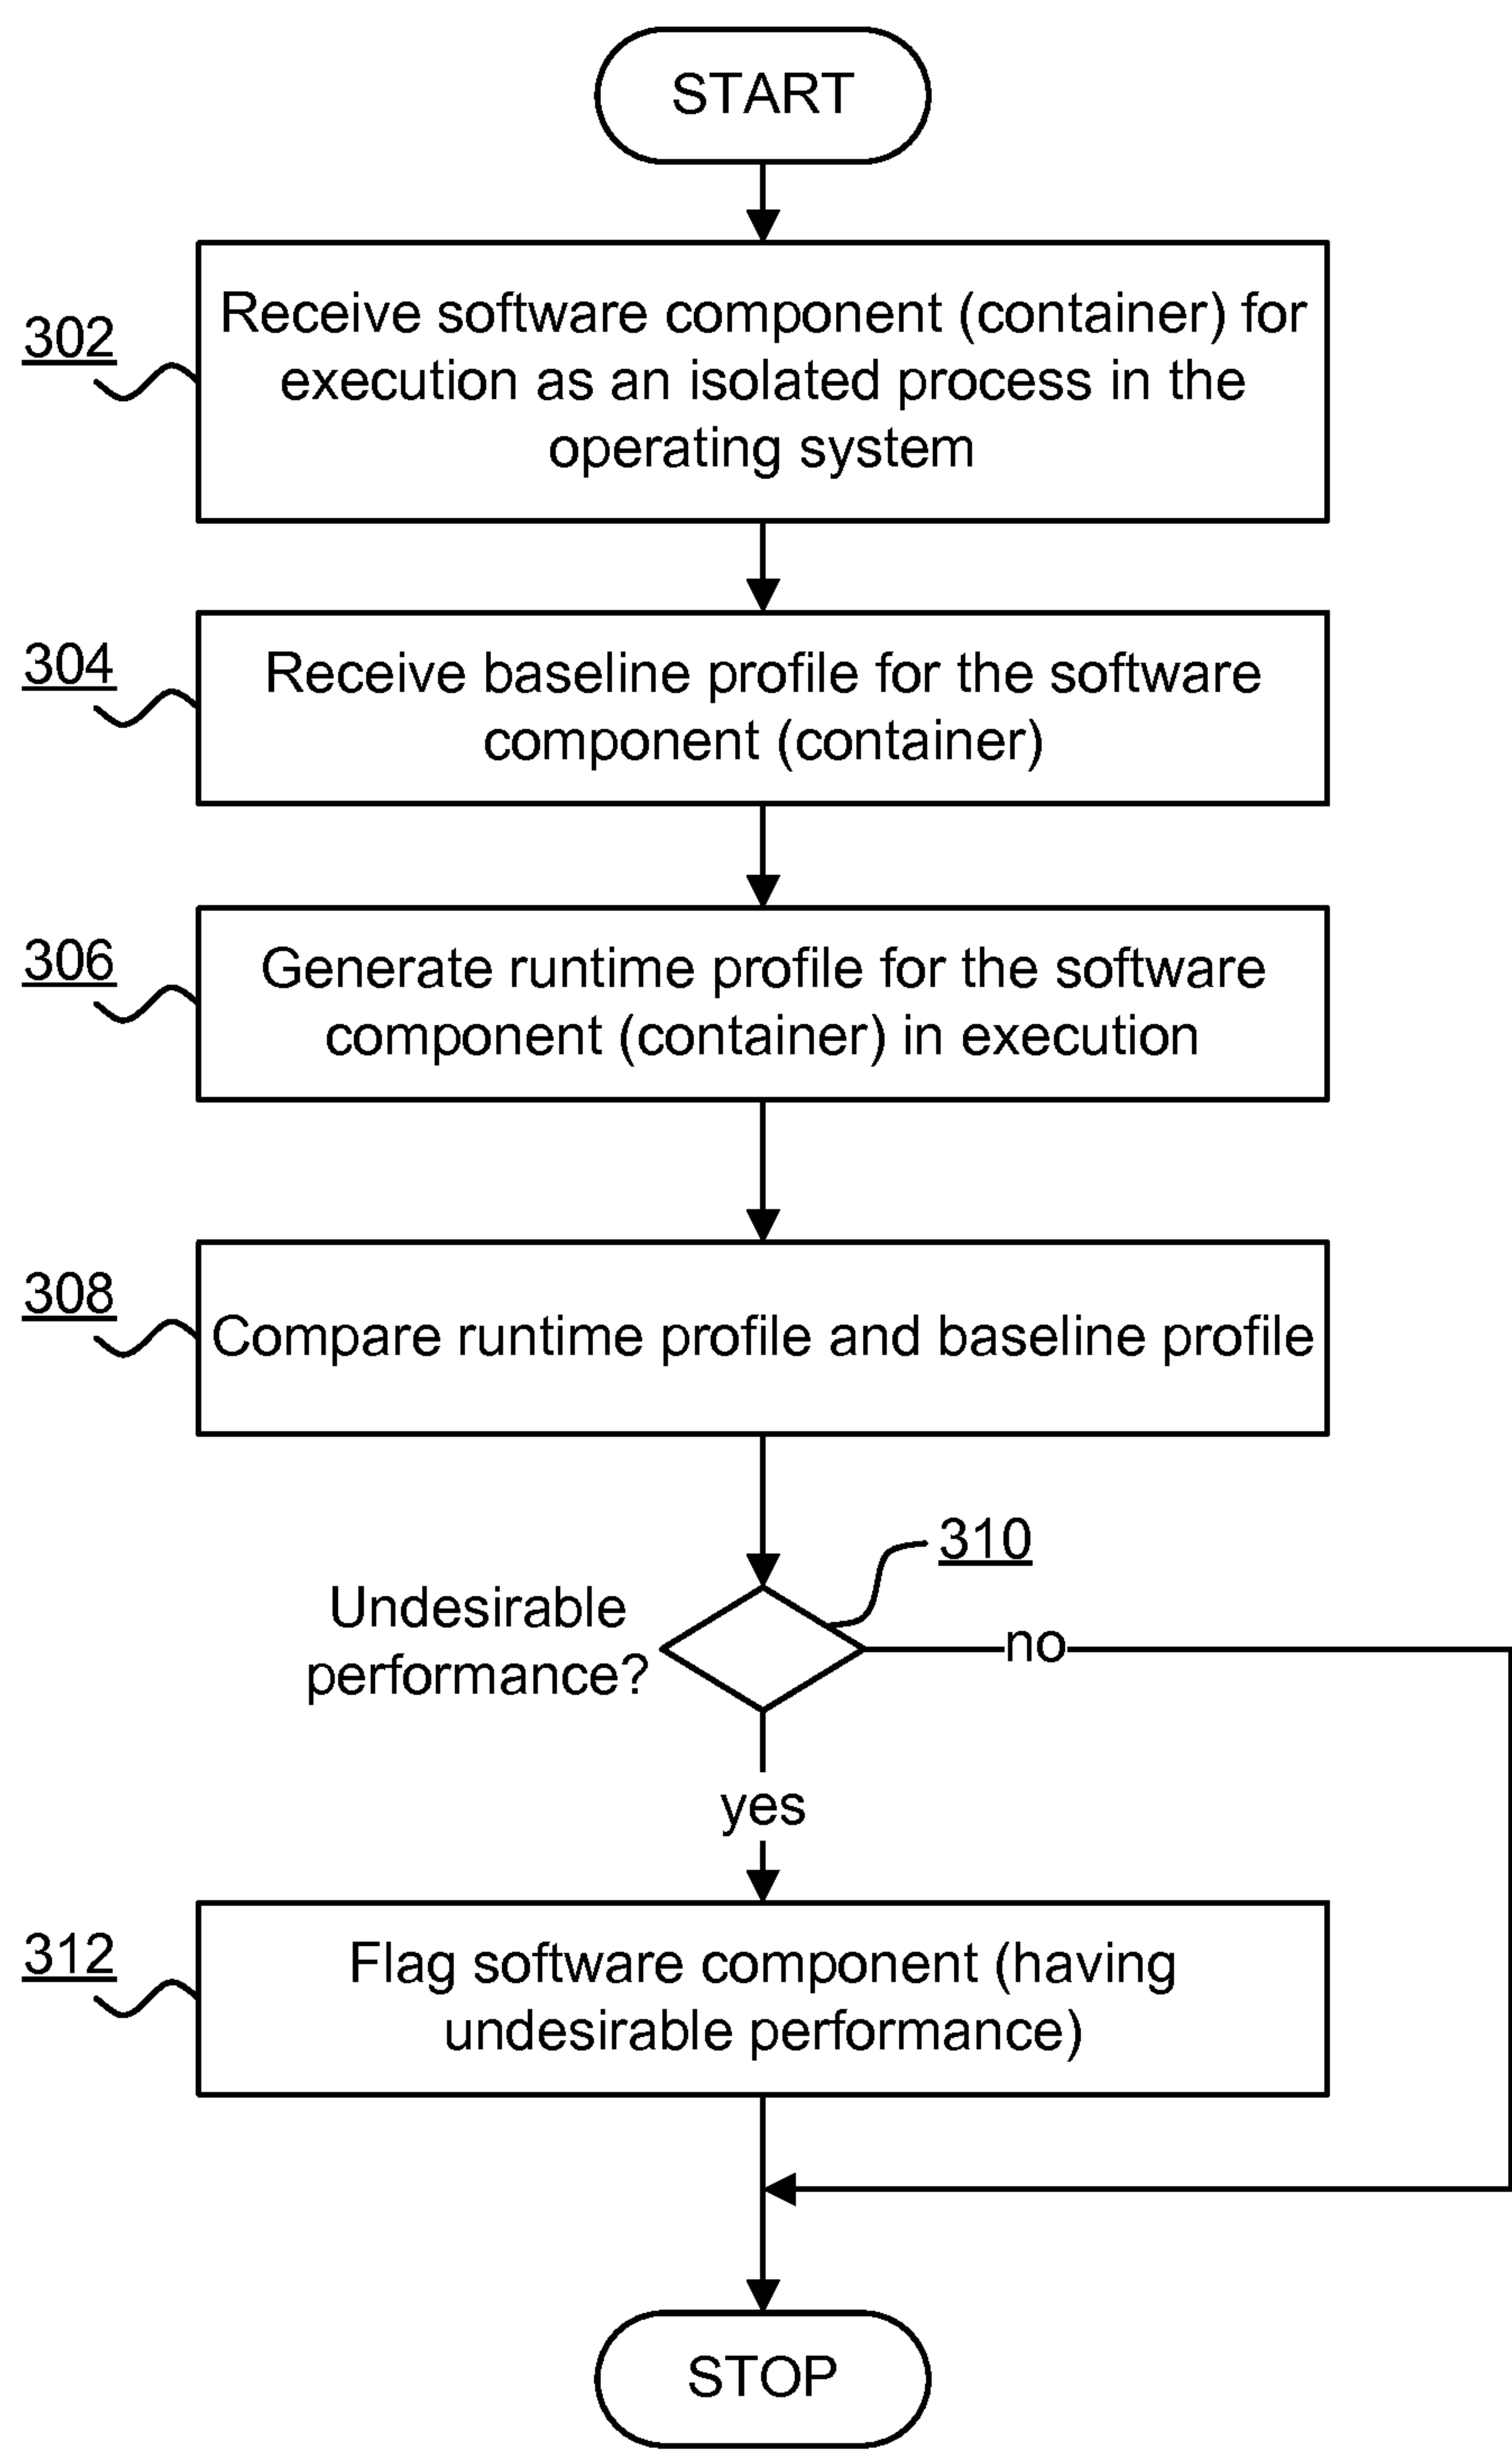 START
302
Receive software component (container) for
execution as an isolated process in the
operating system
304
Receive baseline profile for the software
component (container)
306
Generate runtime profile for the software
component (container) in execution
308
Compare runtime profile and baseline profile
310
Undesirable
performance?
no
yes
312
Flag software component (having
undesirable performance)
STOP